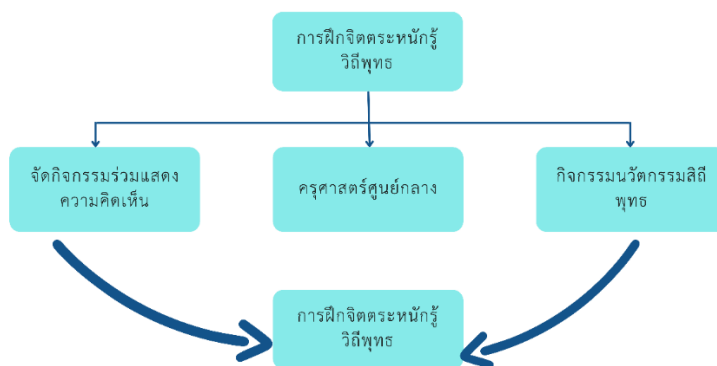 การฝึกจิตตระหนักรู้
วิถีพุทธ
จัดกิจกรรมร่วมแสดง
ความคิดเห็น
ครุศาสตร์ศูนย์กลาง
กิจกรรมนวัตกรรมสิถี
พุทธ
การฝึกจิตตระหนักรู้
วิถีพุทธ